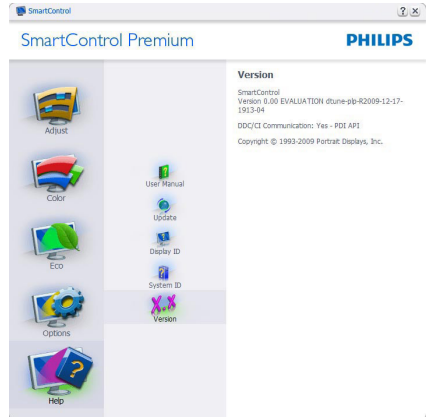 SmartControl
? x
SmartControl Premium
PHILIPS
Adjust
Color
Eco
Options
Help
User Manual
Update
Display ID
System ID
X.X
Version
Version
SmartControl
Version 0.00 EVALUATION dtune-plp-R2009-12-17-
1913-04
DDC/CI Communication: Yes - PDI API
Copyright © 1993-2009 Portrait Displays, Inc.